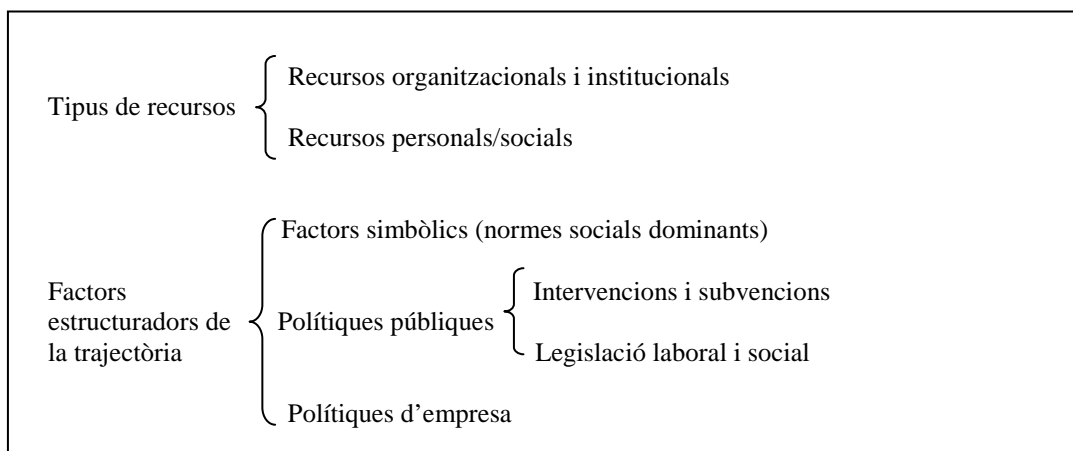 Tipus de recursos
Recursos organitzacionals i institucionals
Recursos personals/socials
Factors
estructuradors de
la trajectòria
Factors simbòlics (normes socials dominants)
Polítiques públiques
Intervencions i subvencions
Legislació laboral i social
Polítiques d'empresa